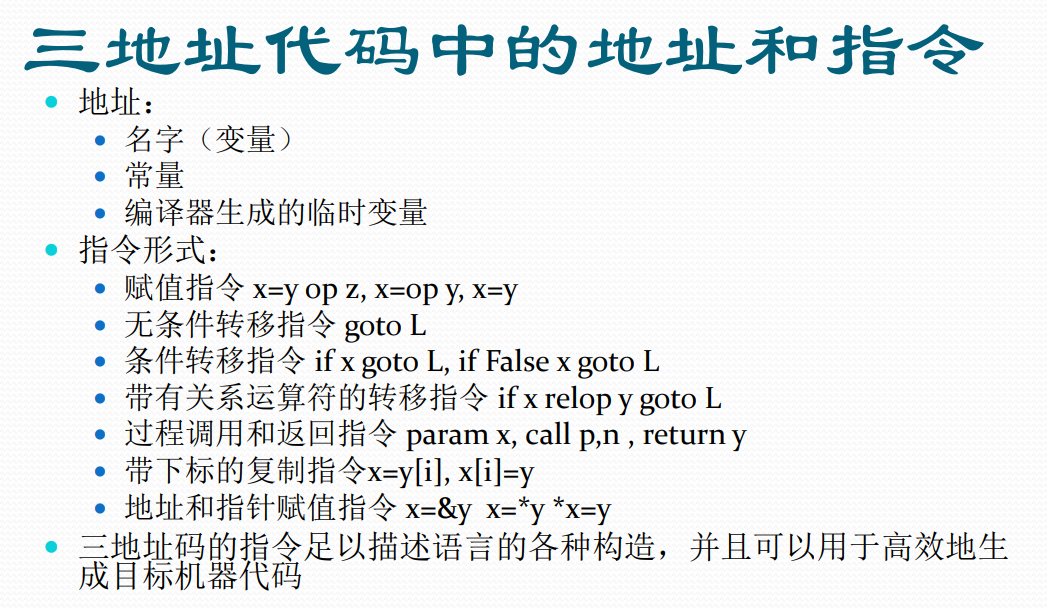 三地址代码中的地址和指令
地址：
名字（变量）
常量
编译器生成的临时变量
指令形式：
赋值指令 x=y op z, x=op y, x=y
无条件转移指令 goto L
条件转移指令 if x goto L, if False x goto L
带有关系运算符的转移指令 if x relop y goto L
过程调用和返回指令 param x, call p,n , return y
带下标的复制指令x=y[i], x[i]=y
地址和指针赋值指令 x=&y  x=*y *x=y
三地址码的指令足以描述语言的各种构造，并且可以用于高效地生
成目标机器代码